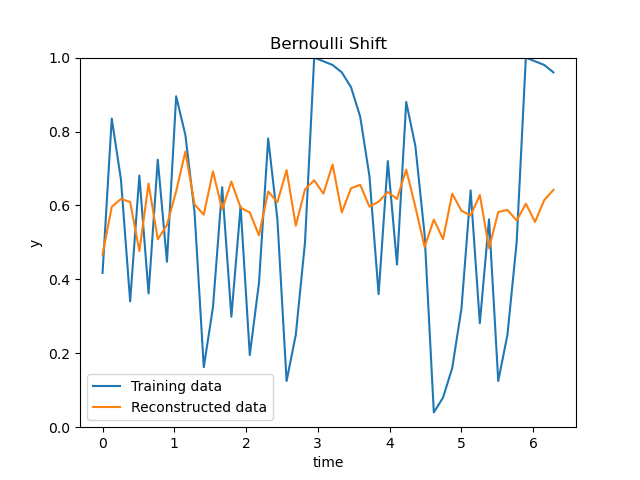 Bernoulli Shift
1.0
0.8
0.6
0.4
0.2
0.0
y
Training data
Reconstructed data
0 1 2 3 4 5 6
time